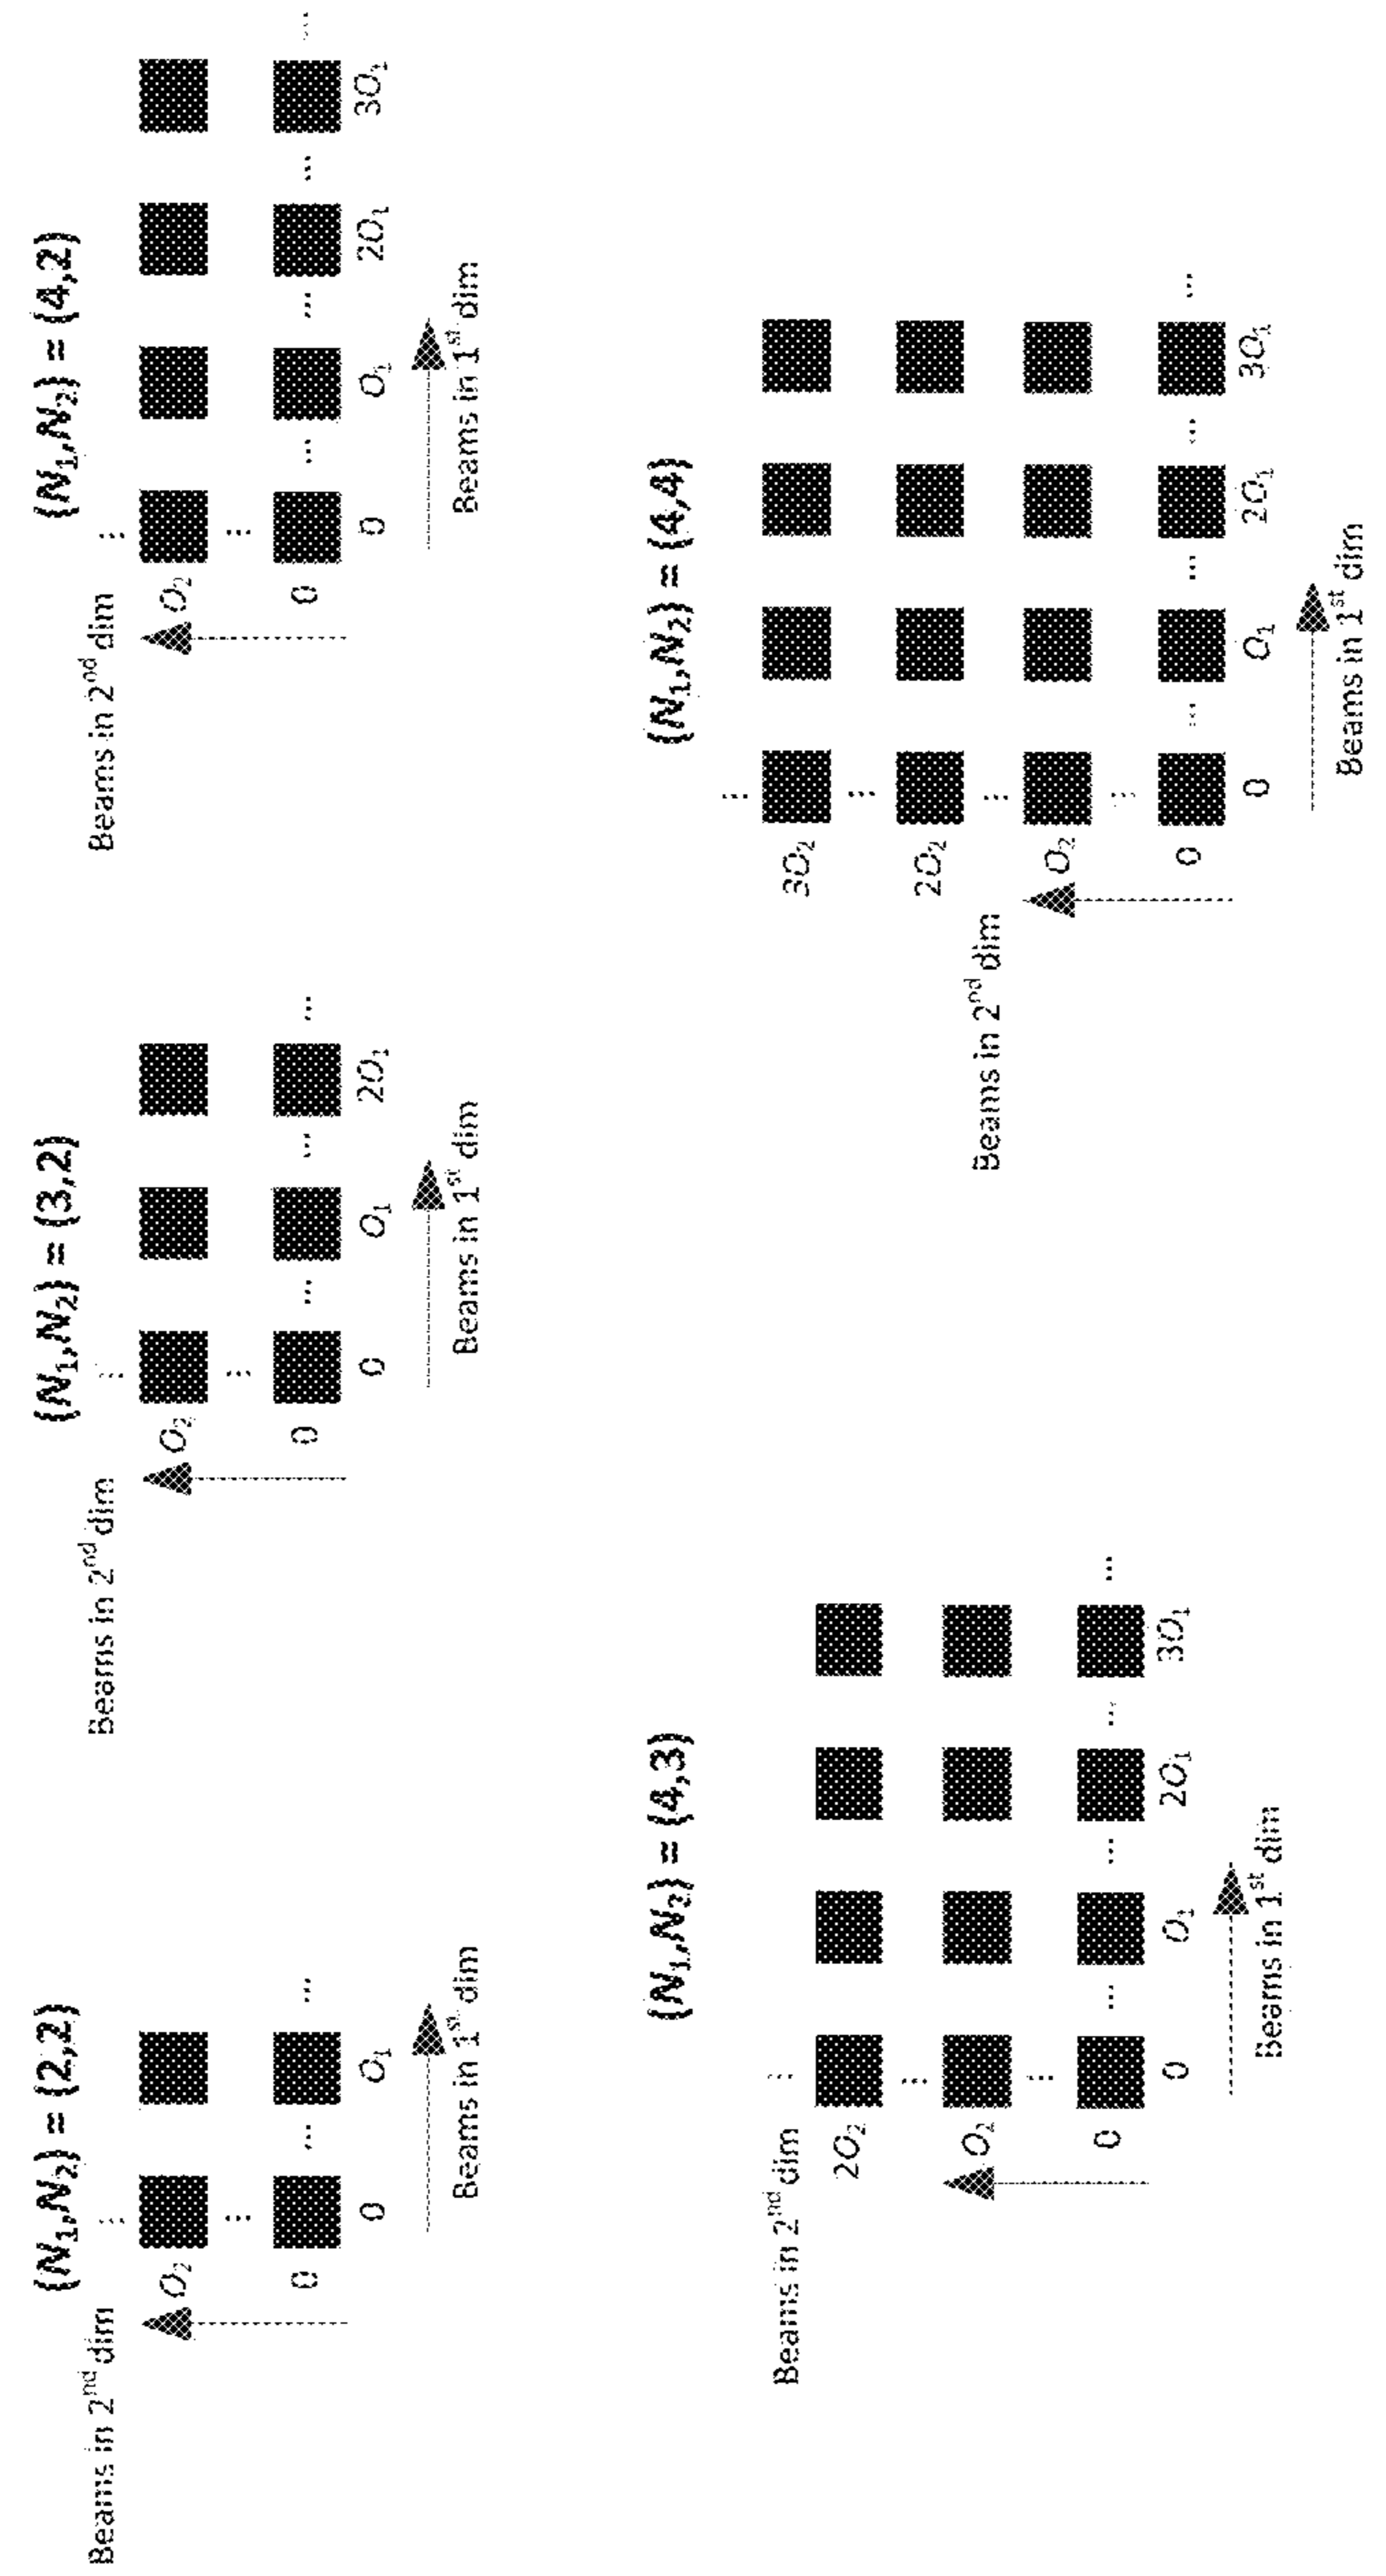 (N₁,N₂) = (2,2)
Beams in 2ⁿᵈ dim
⋮
O₂
⋮
0 ... ...
0 O₁
Beams in 1ˢᵗ dim
(N₁,N₂) = (3,2)
Beams in 2ⁿᵈ dim
⋮
O₂
⋮
0 ... ... ...
0 O₁ 2O₁
Beams in 1ˢᵗ dim
(N₁,N₂) = (4,2)
Beams in 2ⁿᵈ dim
⋮
O₂
⋮
0 ... ... ... ...
0 O₁ 2O₁ 3O₁
Beams in 1ˢᵗ dim
(N₁,N₂) = (4,3)
Beams in 2ⁿᵈ dim
⋮
2O₂
⋮
O₂
⋮
0 ... ... ... ...
0 O₁ 2O₁ 3O₁
Beams in 1ˢᵗ dim
(N₁,N₂) = (4,4)
⋮
3O₂
⋮
2O₂
⋮
Beams in 2ⁿᵈ dim
O₂
⋮
0 ... ... ... ...
0 O₁ 2O₁ 3O₁
Beams in 1ˢᵗ dim